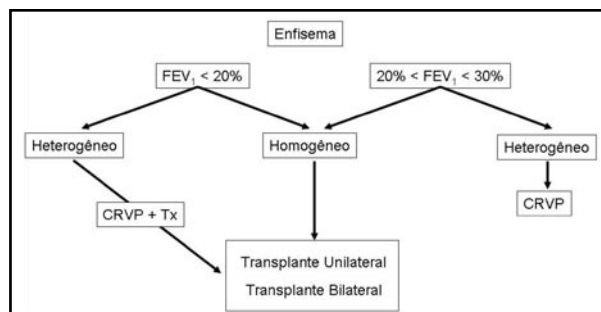 Enfisema
FEV₁ < 20%
20% < FEV₁ < 30%
Heterogêneo
Homogêneo
Heterogêneo
CRVP + Tx
CRVP
Transplante Unilateral
Transplante Bilateral